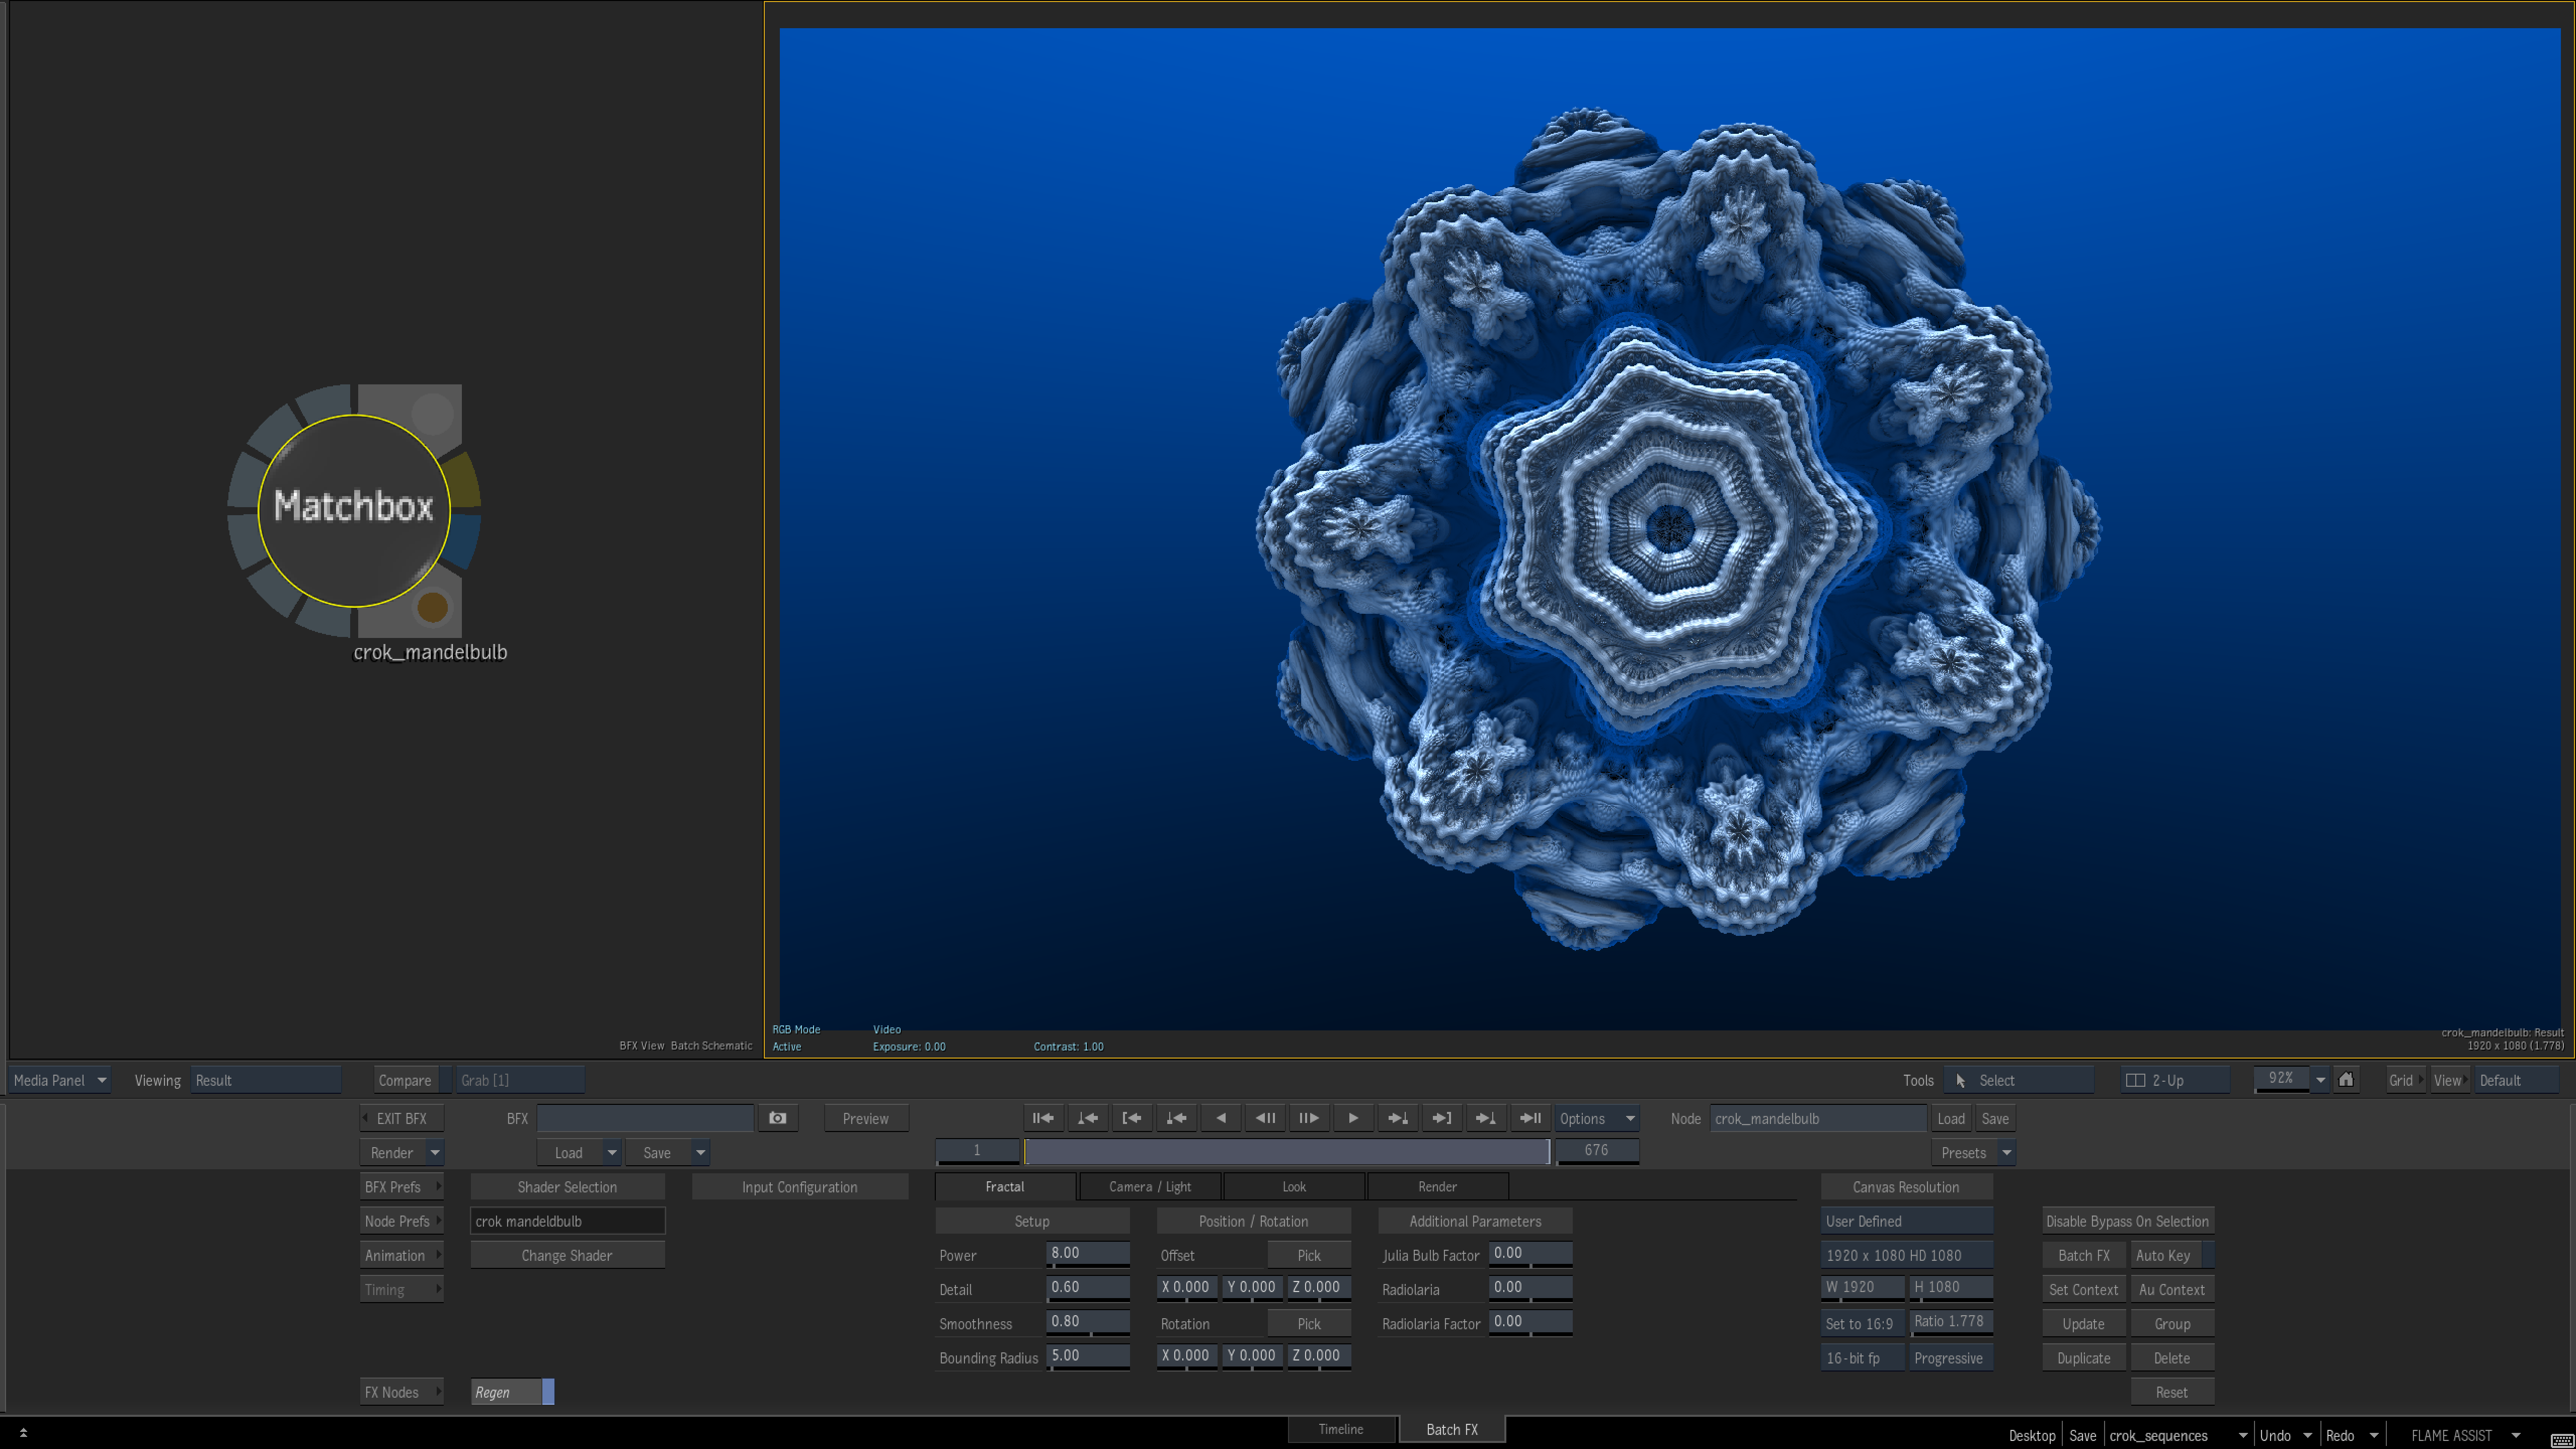 Matchbox
crok_mandelbulb
BFX View Batch Schematic
RGB Mode Video
Active Exposure: 0.00 Contrast: 1.00
crok_mandelbulb: Result
1920 x 1080 (1.778)
Media Panel Viewing Result Compare Grab [1] Tools Select 2-Up 92% Grid View Default
EXIT BFX BFX Preview Options Node crok_mandelbulb Load Save
Render Load Save 1 676 Presets
BFX Prefs Shader Selection Input Configuration Fractal Camera / Light Look Render Canvas Resolution
Node Prefs crok mandeldbulb Setup Position / Rotation Additional Parameters User Defined Disable Bypass On Selection
Animation Change Shader Power 8.00 Offset Pick Julia Bulb Factor 0.00 1920 x 1080 HD 1080 Batch FX Auto Key
Timing Detail 0.60 X 0.000 Y 0.000 Z 0.000 Radiolaria 0.00 W 1920 H 1080 Set Context Au Context
Smoothness 0.80 Rotation Pick Radiolaria Factor 0.00 Set to 16:9 Ratio 1.778 Update Group
Bounding Radius 5.00 X 0.000 Y 0.000 Z 0.000 16-bit fp Progressive Duplicate Delete
FX Nodes Regen Reset
Timeline Batch FX
Desktop Save crok_sequences Undo Redo FLAME ASSIST